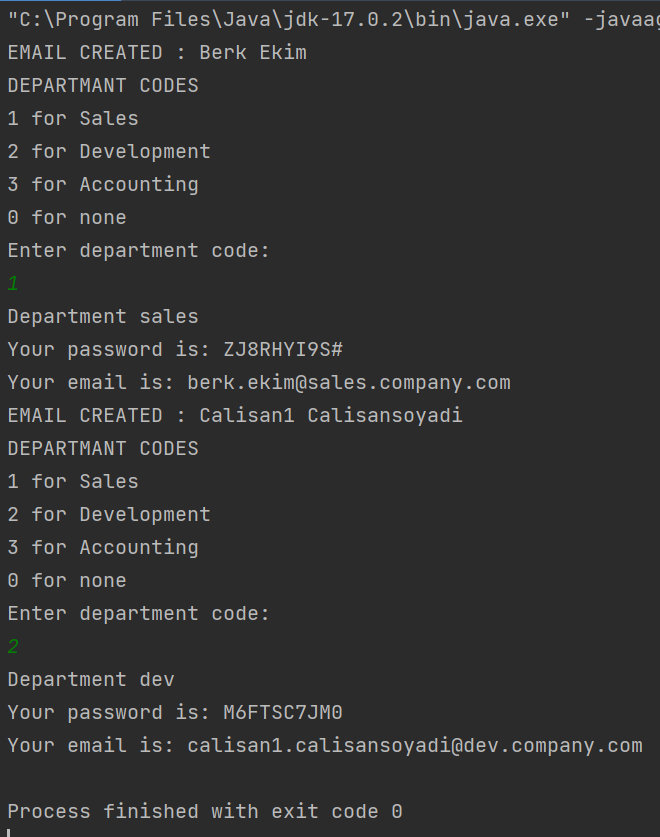 "C:\Program Files\Java\jdk-17.0.2\bin\java.exe" -javaag
EMAIL CREATED : Berk Ekim
DEPARTMANT CODES
1 for Sales
2 for Development
3 for Accounting
0 for none
Enter department code:
1
Department sales
Your password is: ZJ8RHYI9S#
Your email is: berk.ekim@sales.company.com
EMAIL CREATED : Calisan1 Calisansoyadi
DEPARTMANT CODES
1 for Sales
2 for Development
3 for Accounting
0 for none
Enter department code:
2
Department dev
Your password is: M6FTSC7JM0
Your email is: calisan1.calisansoyadi@dev.company.com
Process finished with exit code 0